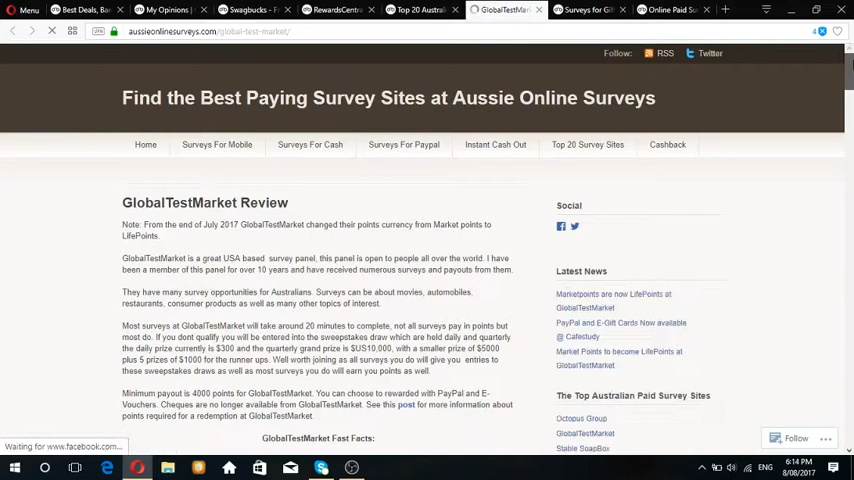 Menu
Best Deals, Bar
My Opinions |
Swagbucks - F
RewardsCentra
Top 20 Austral
GlobalTestMark
Surveys for Gif
Online Paid Su
VPN
aussieonlinesurveys.com/global-test-market/
4
Follow: RSS Twitter
Find the Best Paying Survey Sites at Aussie Online Surveys
Home Surveys For Mobile Surveys For Cash Surveys For Paypal Instant Cash Out Top 20 Survey Sites Cashback
GlobalTestMarket Review
Note: From the end of July 2017 GlobalTestMarket changed their points currency from Market points to
LifePoints.
GlobalTestMarket is a great USA based survey panel, this panel is open to people all over the world. I have
been a member of this panel for over 10 years and have received numerous surveys and payouts from them.
They have many survey opportunities for Australians. Surveys can be about movies, automobiles,
restaurants, consumer products as well as many other topics of interest.
Most surveys at GlobalTestMarket will take around 20 minutes to complete, not all surveys pay in points but
most do. If you dont qualify you will be entered into the sweepstakes draw which are held daily and quarterly
the daily prize currently is $300 and the quarterly grand prize is $US10,000, with a smaller prize of $5000
plus 5 prizes of $1000 for the runner ups. Well worth joining as all surveys you do will give you entries to
these sweepstakes draws as well as most surveys you do will earn you points as well.
Minimum payout is 4000 points for GlobalTestMarket. You can choose to rewarded with PayPal and E-
Vouchers. Cheques are no longer available from GlobalTestMarket. See this post for more information about
points required for a redemption at GlobalTestMarket.
GlobalTestMarket Fast Facts:
Social
Latest News
Marketpoints are now LifePoints at
GlobalTestMarket
PayPal and E-Gift Cards Now available
@ Cafestudy
Market Points to become LifePoints at
GlobalTestMarket
The Top Australian Paid Survey Sites
Octopus Group
GlobalTestMarket
Stable SoapBox
Follow
Waiting for www.facebook.com...
ENG
6:14 PM
8/08/2017